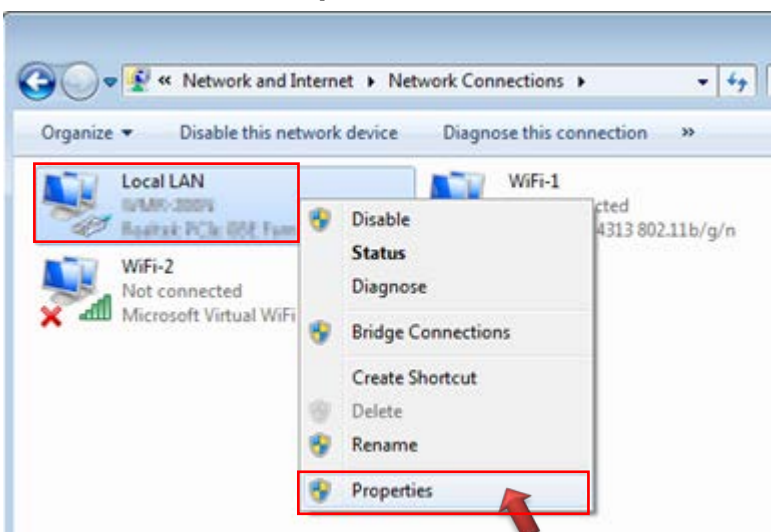 « Network and Internet ▸ Network Connections ▸
Organize ▾ Disable this network device Diagnose this connection »
Local LAN
WiFi-1
cted
4313 802.11b/g/n
WiFi-2
Not connected
Microsoft Virtual WiFi
Disable
Status
Diagnose
Bridge Connections
Create Shortcut
Delete
Rename
Properties